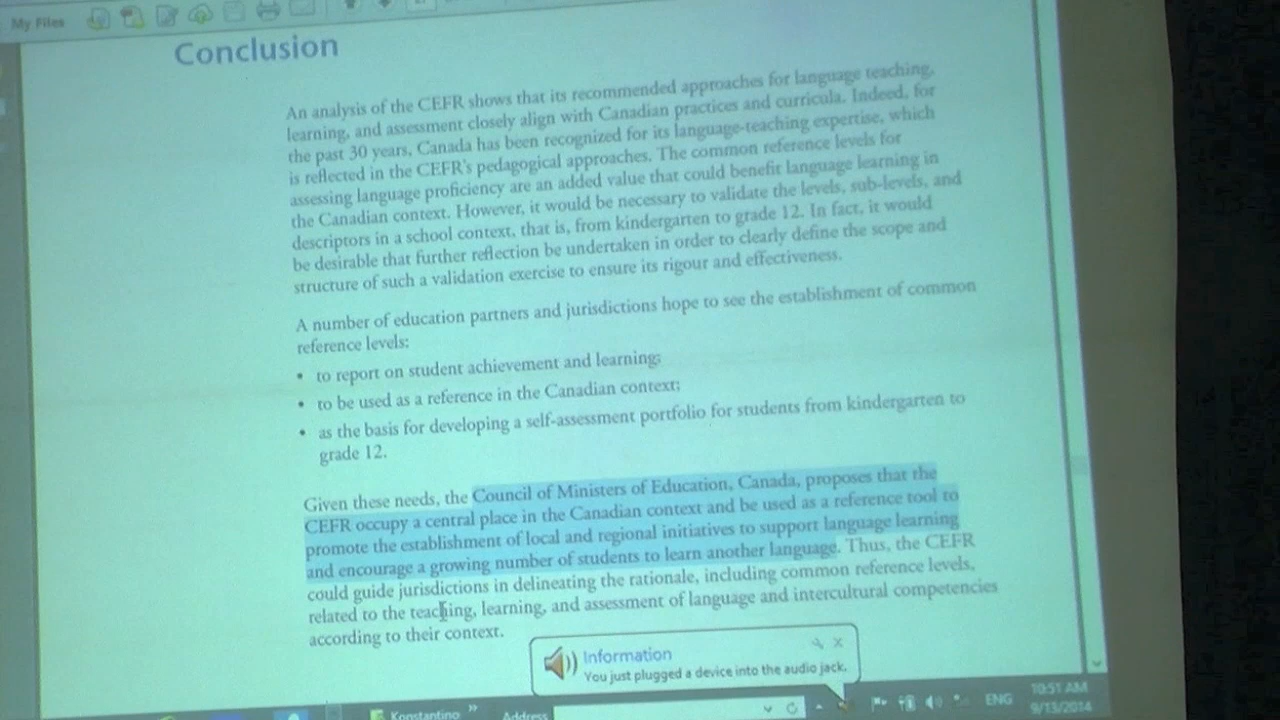 My Files
Conclusion
An analysis of the CEFR shows that its recommended approaches for language teaching,
learning, and assessment closely align with Canadian practices and curricula. Indeed, for
the past 30 years, Canada has been recognized for its language-teaching expertise, which
is reflected in the CEFR's pedagogical approaches. The common reference levels for
assessing language proficiency are an added value that could benefit language learning in
the Canadian context. However, it would be necessary to validate the levels, sub-levels, and
descriptors in a school context, that is, from kindergarten to grade 12. In fact, it would
be desirable that further reflection be undertaken in order to clearly define the scope and
structure of such a validation exercise to ensure its rigour and effectiveness.
A number of education partners and jurisdictions hope to see the establishment of common
reference levels:
• to report on student achievement and learning;
• to be used as a reference in the Canadian context;
• as the basis for developing a self-assessment portfolio for students from kindergarten to
grade 12.
Given these needs, the Council of Ministers of Education, Canada, proposes that the
CEFR occupy a central place in the Canadian context and be used as a reference tool to
promote the establishment of local and regional initiatives to support language learning
and encourage a growing number of students to learn another language. Thus, the CEFR
could guide jurisdictions in delineating the rationale, including common reference levels,
related to the teaching, learning, and assessment of language and intercultural competencies
according to their context.
Information
You just plugged a device into the audio jack.
Konstantino
Address
ENG
10:51 AM
9/13/2014